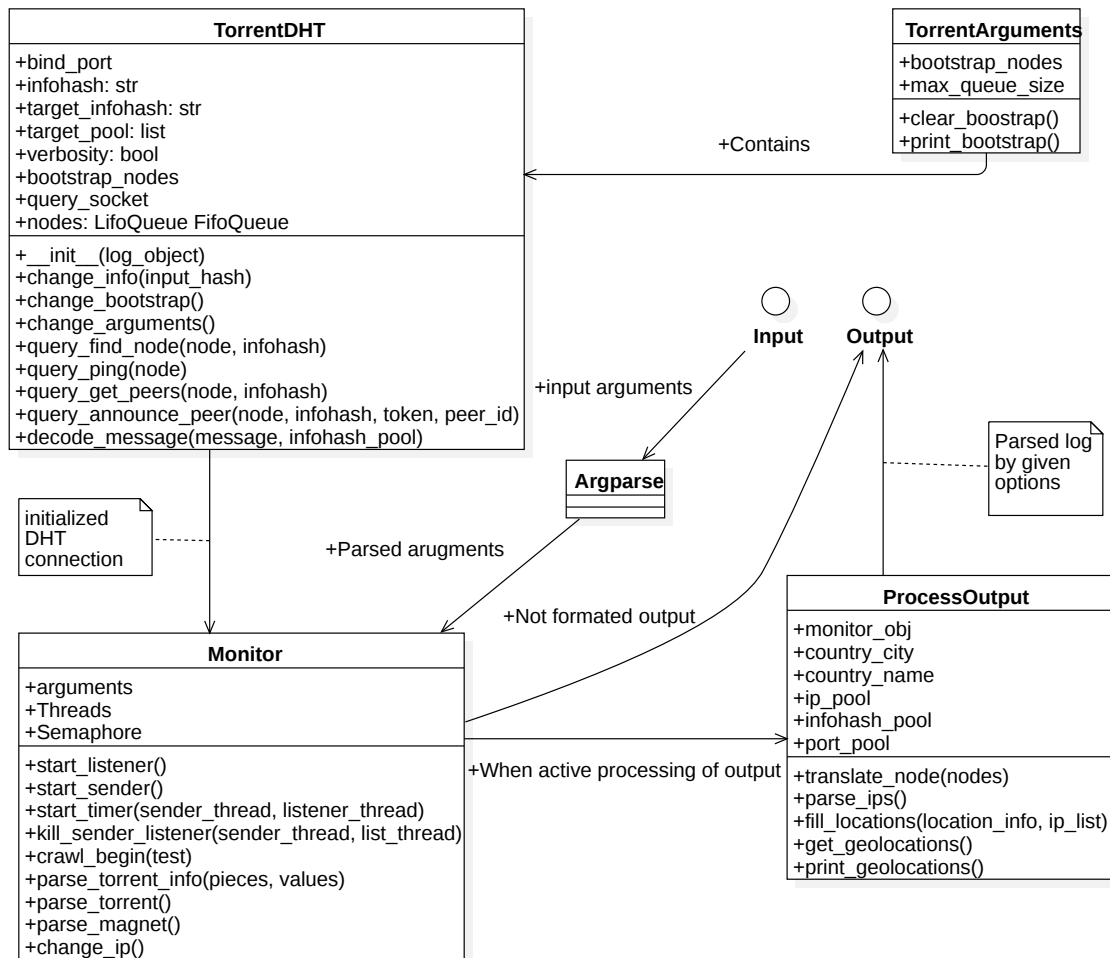 TorrentDHT
+bind_port
+infohash: str
+target_infohash: str
+target_pool: list
+verbosity: bool
+bootstrap_nodes
+query_socket
+nodes: LifoQueue FifoQueue
+__init__(log_object)
+change_info(input_hash)
+change_bootstrap()
+change_arguments()
+query_find_node(node, infohash)
+query_ping(node)
+query_get_peers(node, infohash)
+query_announce_peer(node, infohash, token, peer_id)
+decode_message(message, infohash_pool)
TorrentArguments
+bootstrap_nodes
+max_queue_size
+clear_boostrap()
+print_bootstrap()
+Contains
Input
Output
+input arguments
Argparse
Parsed log
by given
options
initialized
DHT
connection
+Parsed arugments
+Not formated output
ProcessOutput
+monitor_obj
+country_city
+country_name
+ip_pool
+infohash_pool
+port_pool
+translate_node(nodes)
+parse_ips()
+fill_locations(location_info, ip_list)
+get_geolocations()
+print_geolocations()
Monitor
+arguments
+Threads
+Semaphore
+When active processing of output
+start_listener()
+start_sender()
+start_timer(sender_thread, listener_thread)
+kill_sender_listener(sender_thread, list_thread)
+crawl_begin(test)
+parse_torrent_info(pieces, values)
+parse_torrent()
+parse_magnet()
+change_ip()